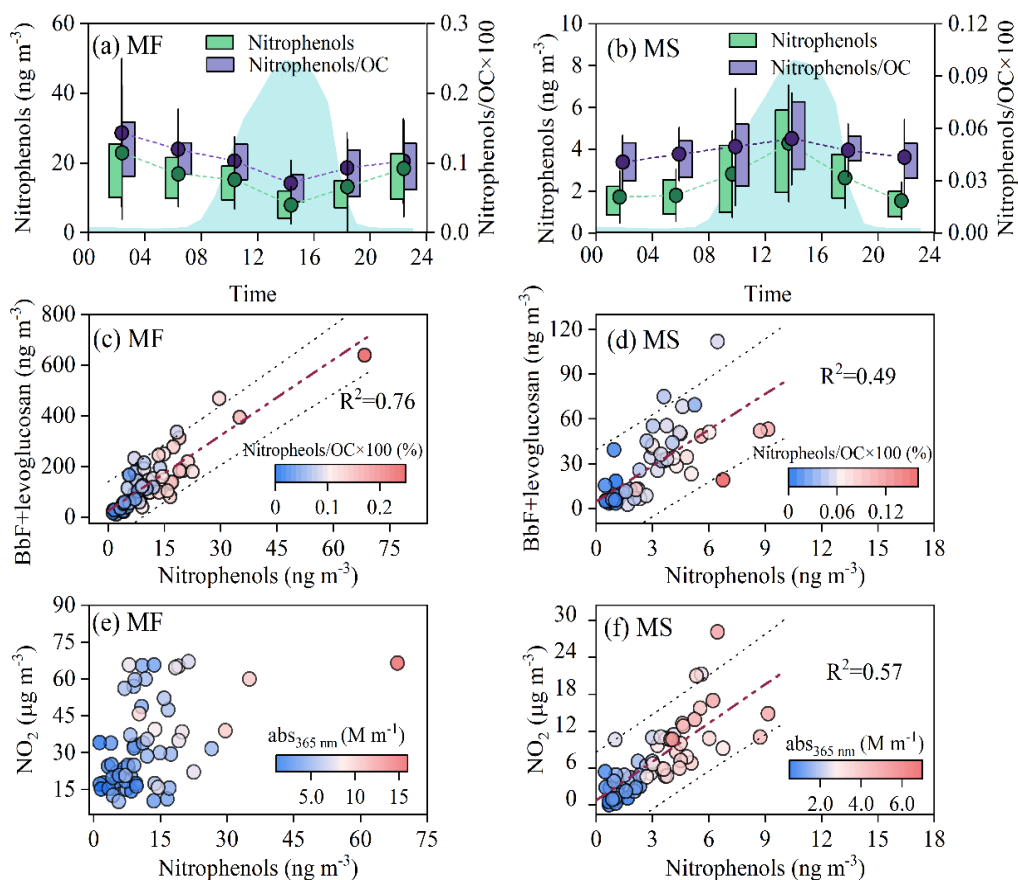 (a) MF
Nitrophenols
Nitrophenols/OC
Nitrophenols (ng m⁻³)
60
40
20
0
0.3
0.2
0.1
0.0
Nitrophenols/OC×100
00 04 08 12 16 20 24
(b) MS
Nitrophenols
Nitrophenols/OC
Nitrophenols (ng m⁻³)
10
8
6
4
2
0
0.12
0.09
0.06
0.03
0.00
Nitrophenols/OC×100
00 04 08 12 16 20 24
Time
Time
(c) MF
BbF+levoglucosan (ng m⁻³)
800
600
400
200
0
R²=0.76
Nitropheols/OC×100 (%)
0 0.1 0.2
0 15 30 45 60 75
Nitrophenols (ng m⁻³)
(d) MS
BbF+levoglucosan (ng m⁻³)
120
90
60
30
0
R²=0.49
Nitropheols/OC×100 (%)
0 0.06 0.12
0 3 6 9 12 15 18
Nitrophenols (ng m⁻³)
(e) MF
NO₂ (µg m⁻³)
90
75
60
45
30
15
abs₃₆₅ ₙₘ (M m⁻¹)
5.0 10 15
0 15 30 45 60 75
Nitrophenols (ng m⁻³)
(f) MS
NO₂ (µg m⁻³)
30
24
18
12
6
0
R²=0.57
abs₃₆₅ ₙₘ (M m⁻¹)
2.0 4.0 6.0
0 3 6 9 12 15 18
Nitrophenols (ng m⁻³)